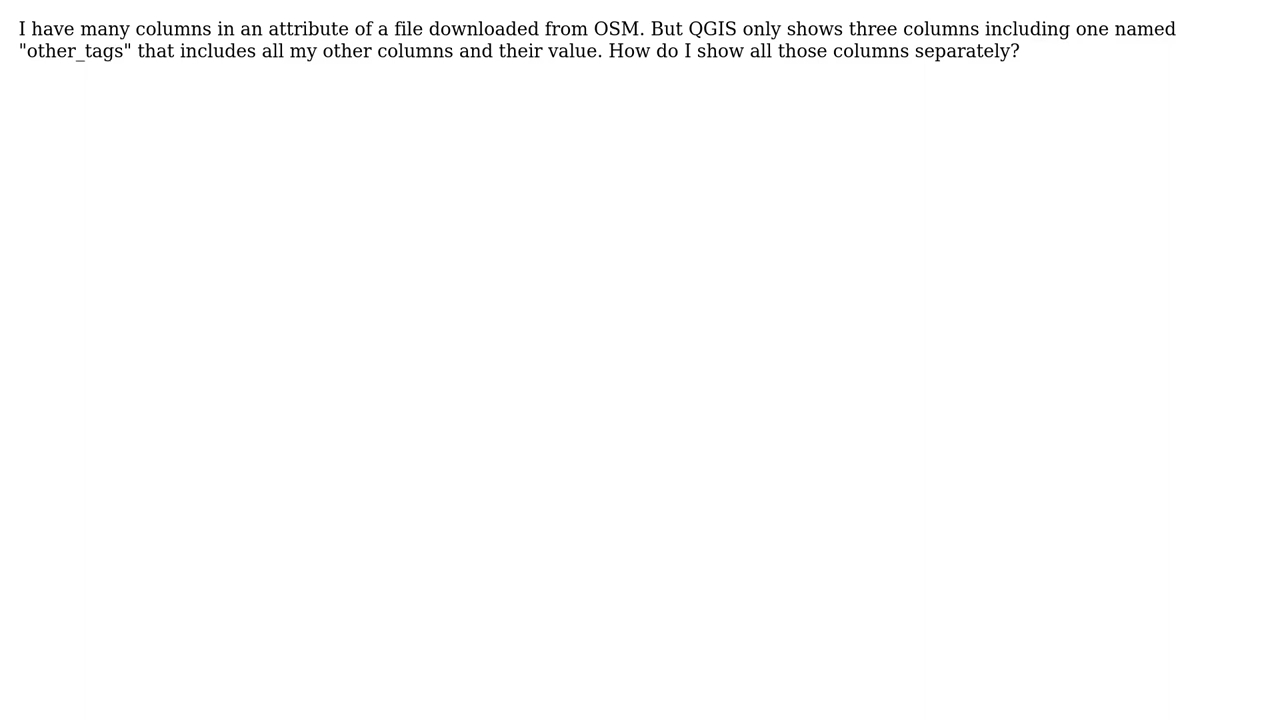 I have many columns in an attribute of a file downloaded from OSM. But QGIS only shows three columns including one named
"other_tags" that includes all my other columns and their value. How do I show all those columns separately?